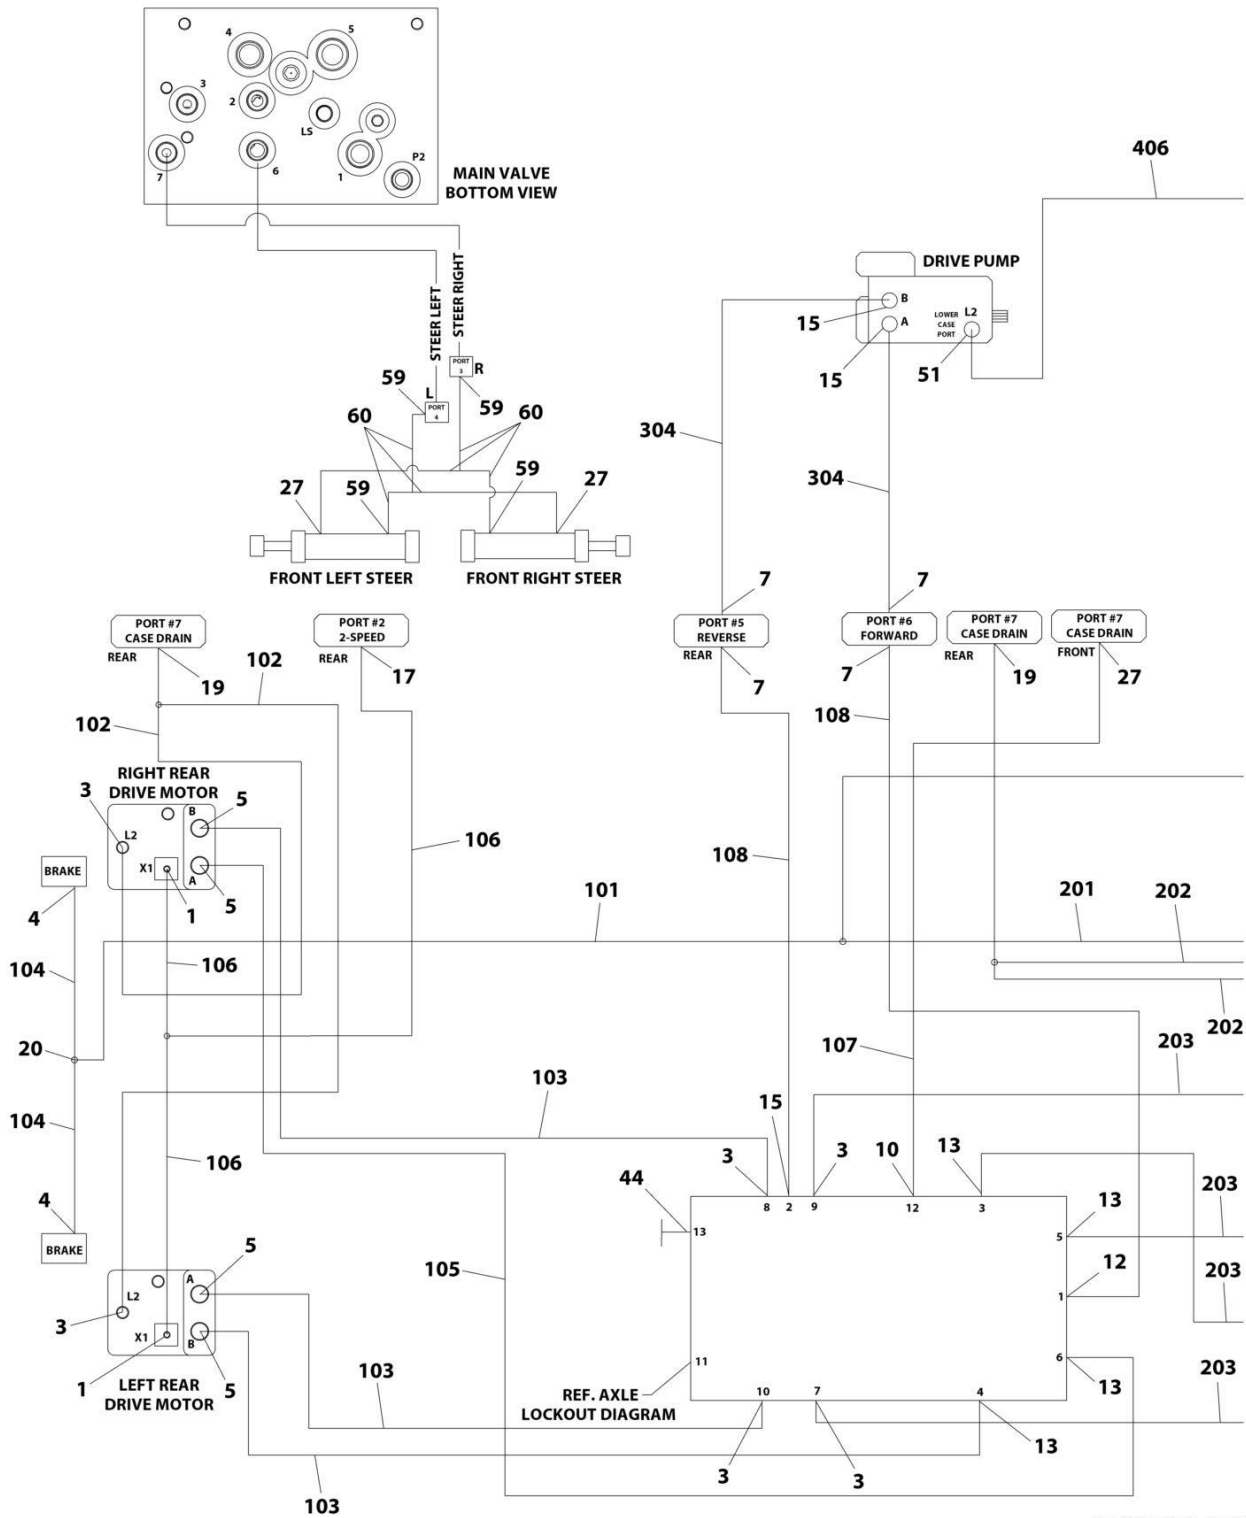 4
5
3
2
LS
7
6
1
P2
MAIN VALVE
BOTTOM VIEW
406
STEER LEFT
STEER RIGHT
DRIVE PUMP
B
A
LOWER
CASE
PORT
L2
15
15
51
PORT
3
R
59
L
PORT
4
59
60
60
304
304
27
59
59
27
FRONT LEFT STEER
FRONT RIGHT STEER
7
7
PORT #7
CASE DRAIN
REAR
19
PORT #2
2-SPEED
REAR
17
PORT #5
REVERSE
REAR
7
PORT #6
FORWARD
7
PORT #7
CASE DRAIN
REAR
19
PORT #7
CASE DRAIN
FRONT
27
102
102
108
RIGHT REAR
DRIVE MOTOR
3
5
B
L2
X1
A
106
108
BRAKE
4
1
5
101
201
202
104
106
202
20
107
203
104
103
106
15
3
10
13
3
44
203
4
8
2
9
12
3
13
13
5
BRAKE
5
105
12
1
203
A
L2
3
X1
B
6
11
13
1
LEFT REAR
DRIVE MOTOR
5
103
REF. AXLE
LOCKOUT DIAGRAM
10
7
4
203
3
3
13
103